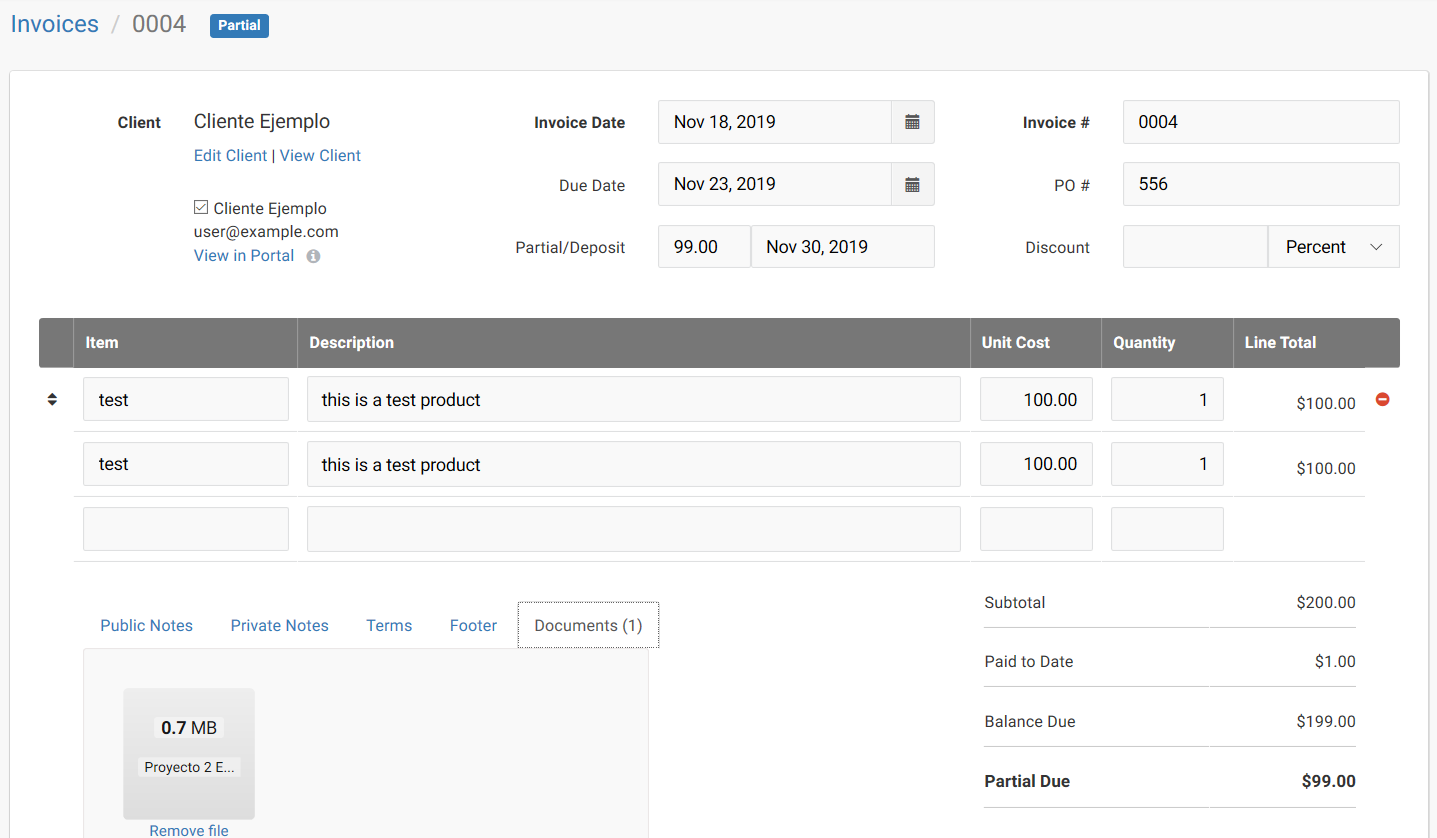 Invoices / 0004 Partial
Client Cliente Ejemplo Invoice Date Nov 18, 2019 Invoice # 0004
Edit Client | View Client
Due Date Nov 23, 2019 PO # 556
Cliente Ejemplo
user@example.com
Partial/Deposit 99.00 Nov 30, 2019 Discount Percent
View in Portal
Item Description Unit Cost Quantity Line Total
test this is a test product 100.00 1 $100.00
test this is a test product 100.00 1 $100.00
Subtotal $200.00
Public Notes Private Notes Terms Footer Documents (1)
Paid to Date $1.00
Balance Due $199.00
0.7 MB
Proyecto 2 E...
Partial Due $99.00
Remove file